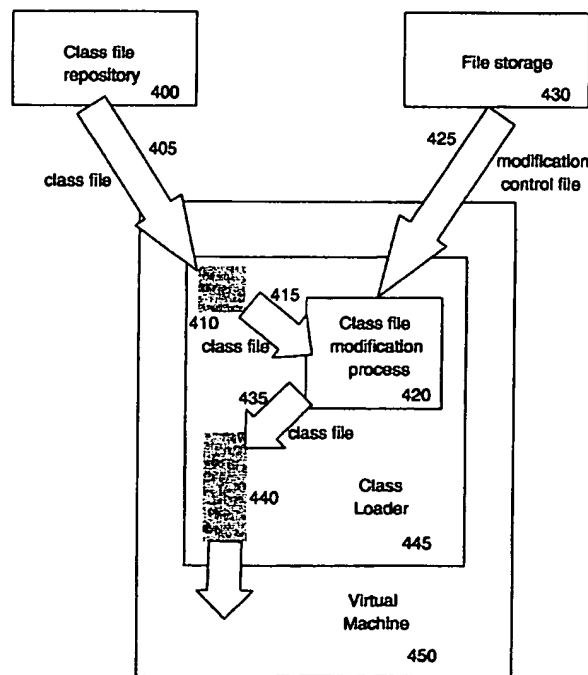 Class file
repository
400
File storage
430
405
class file
425
modification
control file
410
415
class file
Class file
modification
process
420
435
class file
440
Class
Loader
445
Virtual
Machine
450